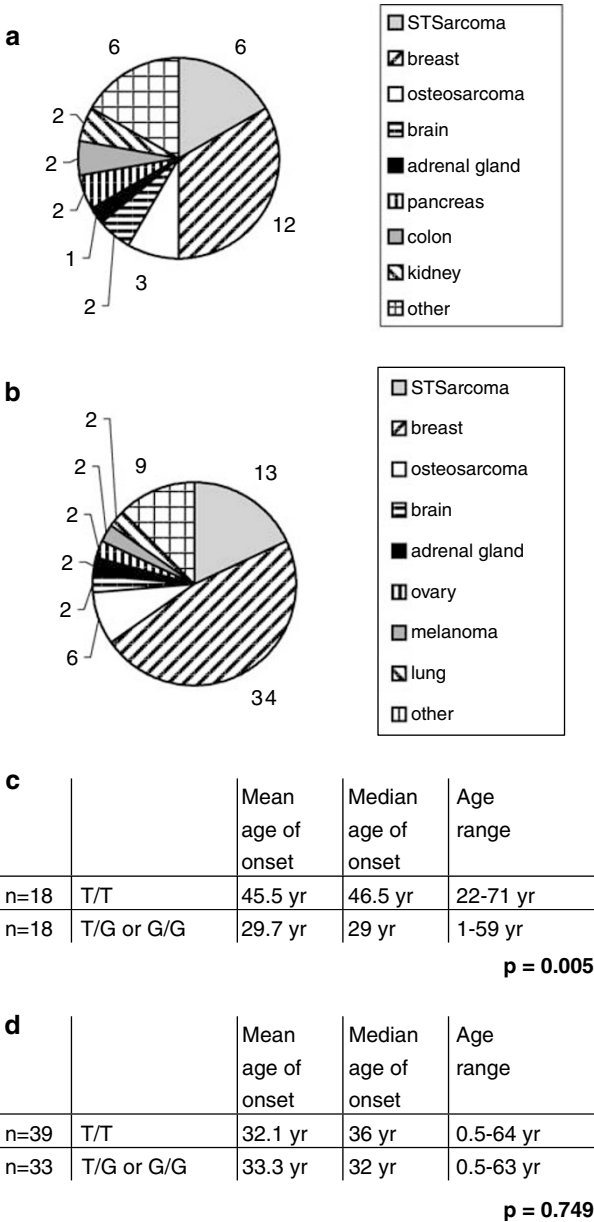 a
6
6
12
3
2
1
2
2
2
STSarcoma
breast
osteosarcoma
brain
adrenal gland
pancreas
colon
kidney
other
b
13
34
6
2
2
2
2
2
9
STSarcoma
breast
osteosarcoma
brain
adrenal gland
ovary
melanoma
lung
other
c
Mean age of onset Median age of onset Age range
n=18 T/T 45.5 yr 46.5 yr 22-71 yr
n=18 T/G or G/G 29.7 yr 29 yr 1-59 yr
p = 0.005
d
Mean age of onset Median age of onset Age range
n=39 T/T 32.1 yr 36 yr 0.5-64 yr
n=33 T/G or G/G 33.3 yr 32 yr 0.5-63 yr
p = 0.749